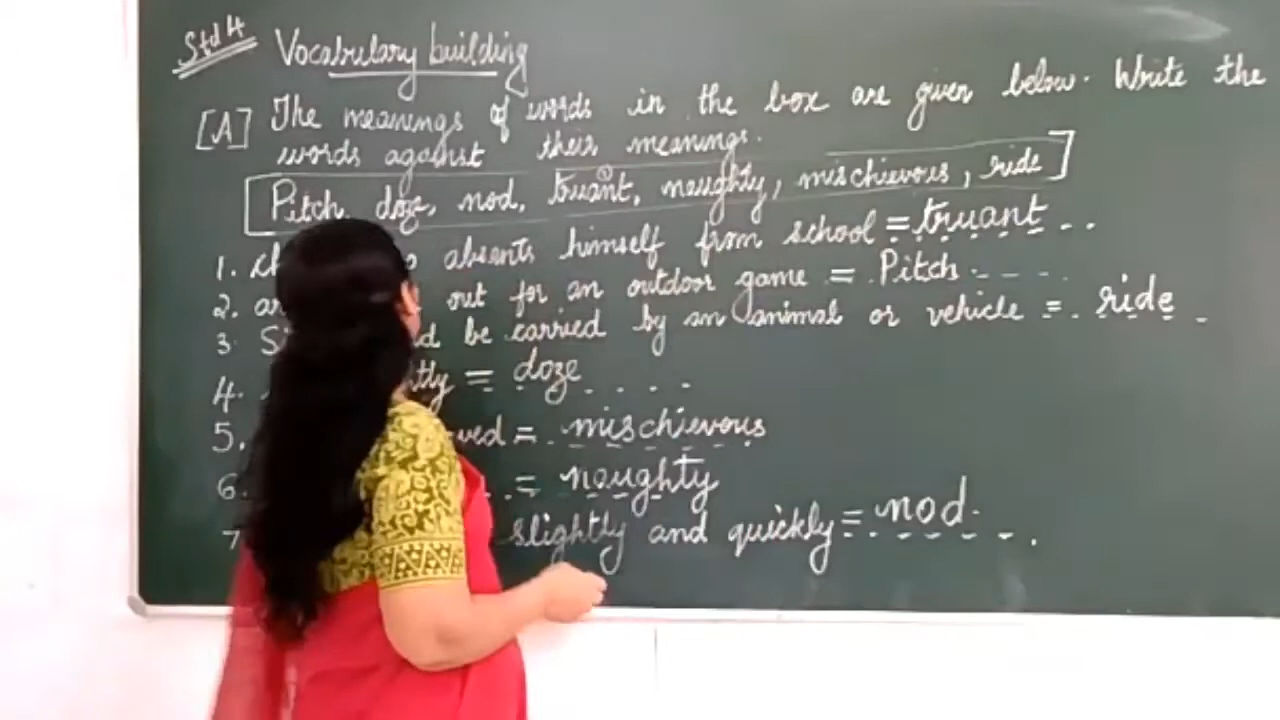 Std 4 Vocabulary building
[A] The meanings of words in the box are given below. Write the
words against their meanings.
Pitch, doze, nod, truant, naughty, mischievous, ride
1. absents himself from school = truant
2. out for an outdoor game = Pitch
3. be carried by an animal or vehicle = ride
4. = doze
5. = mischievous
6. = naughty
7 slightly and quickly = nod.